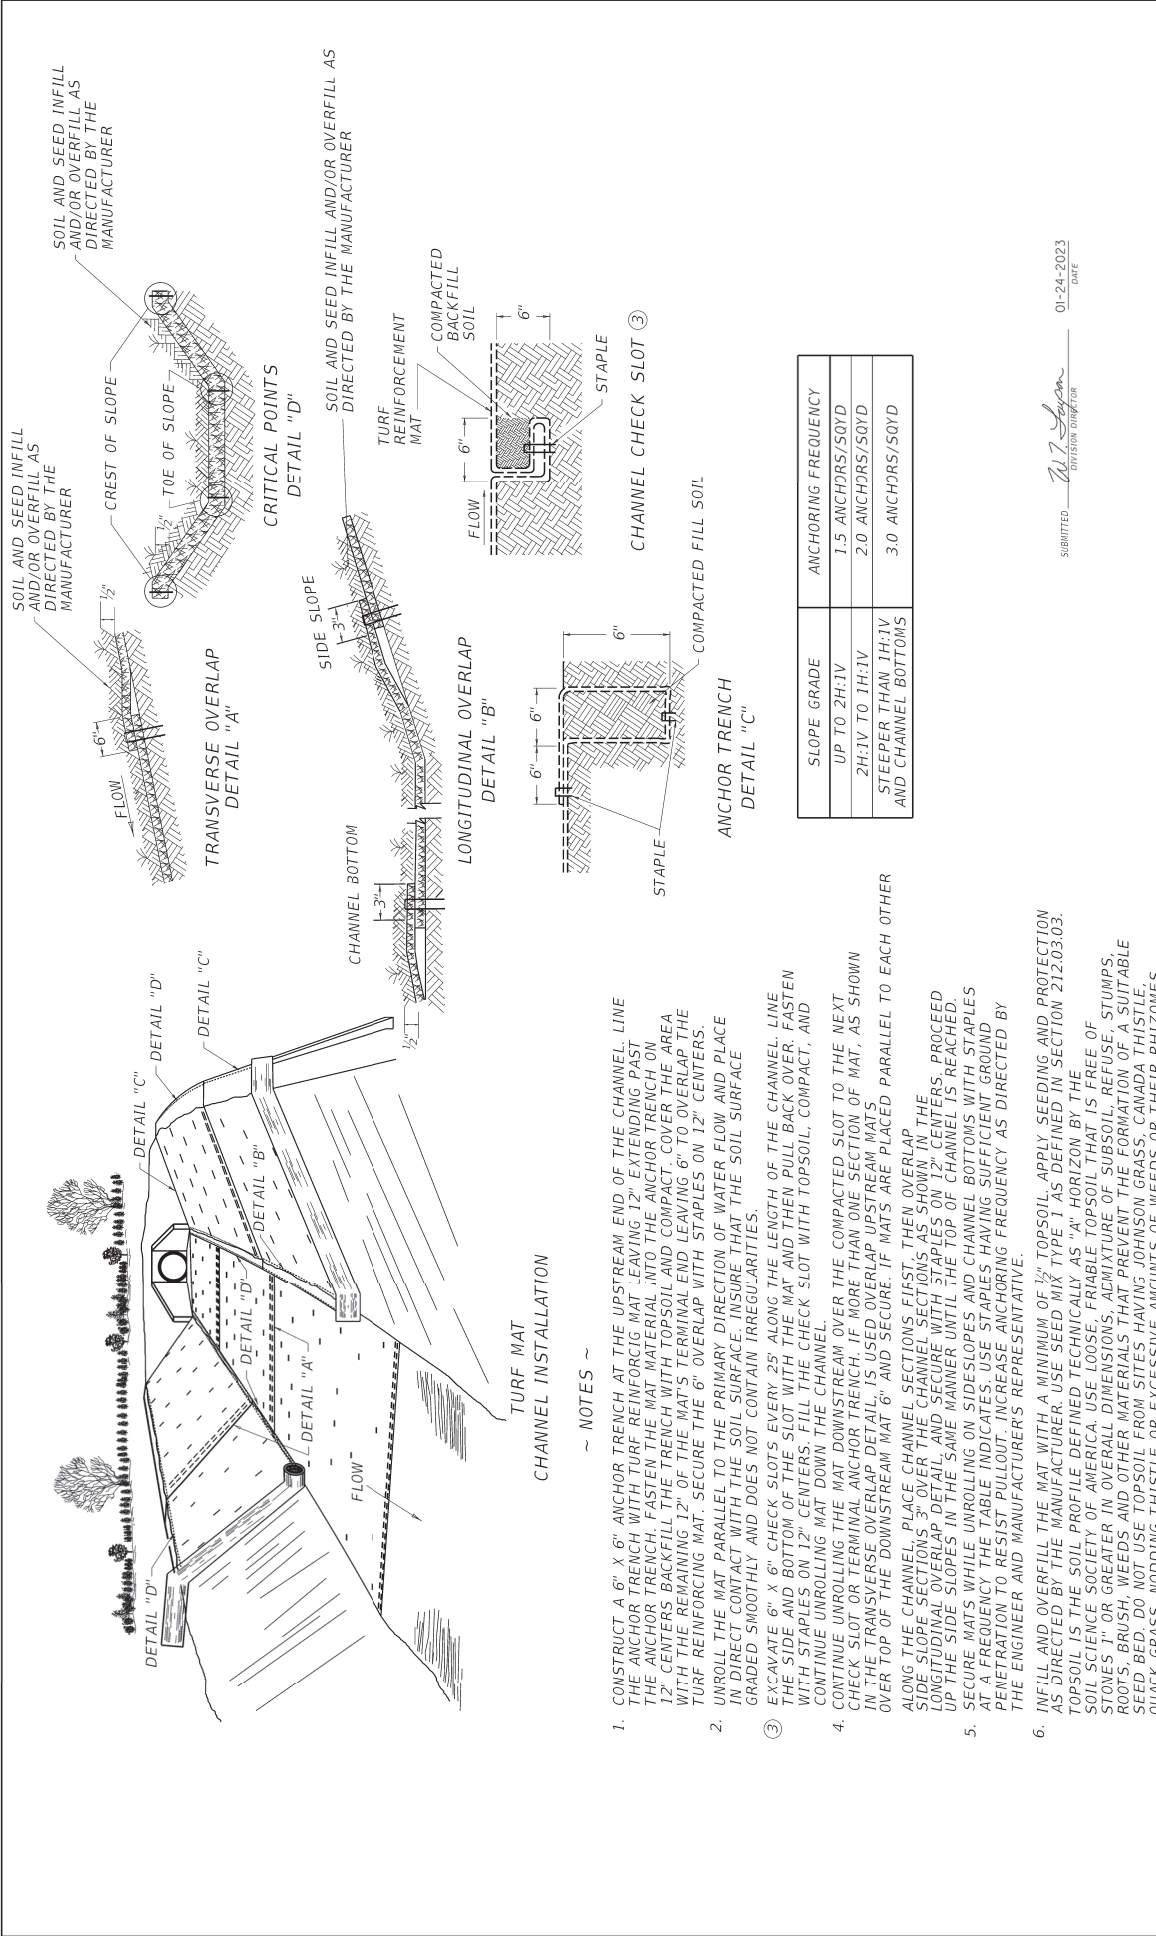 SOIL AND SEED INFILL
AND/OR OVERFILL AS
DIRECTED BY THE
MANUFACTURER
SOIL AND SEED INFILL
AND/OR OVERFILL AS
DIRECTED BY THE
MANUFACTURER
FLOW
6"
1/2"
TRANSVERSE OVERLAP
DETAIL "A"
CREST OF SLOPE
TOE OF SLOPE
1/2"
CRITICAL POINTS
DETAIL "D"
SOIL AND SEED INFILL AND/OR OVERFILL AS
DIRECTED BY THE MANUFACTURER
SIDE SLOPE
3"
CHANNEL BOTTOM
3"
1/2"
LONGITUDINAL OVERLAP
DETAIL "B"
TURF
REINFORCEMENT
MAT
COMPACTED
BACKFILL
SOIL
FLOW
6"
6"
STAPLE
CHANNEL CHECK SLOT ③
6"
6"
6"
STAPLE
COMPACTED FILL SOIL
ANCHOR TRENCH
DETAIL "C"
DETAIL "D"
DETAIL "C"
DETAIL "D"
DETAIL "C"
DETAIL "B"
DETAIL "D"
DETAIL "A"
FLOW
TURF MAT
CHANNEL INSTALLATION
~ NOTES ~
1. CONSTRUCT A 6" X 6" ANCHOR TRENCH AT THE UPSTREAM END OF THE CHANNEL. LINE
THE ANCHOR TRENCH WITH TURF REINFORCIG MAT LEAVING 12" EXTENDING PAST
THE ANCHOR TRENCH. FASTEN THE MAT MATERIAL INTO THE ANCHOR TRENCH ON
12" CENTERS BACKFILL THE TRENCH WITH TOPSOIL AND COMPACT. COVER THE AREA
WITH THE REMAINING 12" OF THE MAT'S TERMINAL END LEAVING 6" TO OVERLAP THE
TURF REINFORCING MAT. SECURE THE 6" OVERLAP WITH STAPLES ON 12" CENTERS.
2. UNROLL THE MAT PARALLEL TO THE PRIMARY DIRECTION OF WATER FLOW AND PLACE
IN DIRECT CONTACT WITH THE SOIL SURFACE. INSURE THAT THE SOIL SURFACE
GRADED SMOOTHLY AND DOES NOT CONTAIN IRREGULARITIES.
③ EXCAVATE 6" X 6" CHECK SLOTS EVERY 25' ALONG THE LENGTH OF THE CHANNEL. LINE
THE SIDE AND BOTTOM OF THE SLOT WITH THE MAT AND THEN PULL BACK OVER. FASTEN
WITH STAPLES ON 12" CENTERS. FILL THE CHECK SLOT WITH TOPSOIL, COMPACT, AND
CONTINUE UNROLLING MAT DOWN THE CHANNEL.
4. CONTINUE UNROLLING THE MAT DOWNSTREAM OVER THE COMPACTED SLOT TO THE NEXT
CHECK SLOT OR TERMINAL ANCHOR TRENCH. IF MORE THAN ONE SECTION OF MAT, AS SHOWN
IN THE TRANSVERSE OVERLAP DETAIL, IS USED OVERLAP UPSTREAM MATS
OVER TOP OF THE DOWNSTREAM MAT 6" AND SECURE. IF MATS ARE PLACED PARALLEL TO EACH OTHER
ALONG THE CHANNEL, PLACE CHANNEL SECTIONS FIRST, THEN OVERLAP
SIDE SLOPE SECTIONS 3" OVER THE CHANNEL SECTIONS AS SHOWN IN THE
LONGITUDINAL OVERLAP DETAIL, AND SECURE WITH STAPLES ON 12" CENTERS. PROCEED
UP THE SIDE SLOPES IN THE SAME MANNER UNTIL THE TOP OF CHANNEL IS REACHED.
5. SECURE MATS WHILE UNROLLING ON SIDESLOPES AND CHANNEL BOTTOMS WITH STAPLES
AT A FREQUENCY THE TABLE INDICATES. USE STAPLES HAVING SUFFICIENT GROUND
PENETRATION TO RESIST PULLOUT. INCREASE ANCHORING FREQUENCY AS DIRECTED BY
THE ENGINEER AND MANUFACTURER'S REPRESENTATIVE.
6. INFILL AND OVERFILL THE MAT WITH A MINIMUM OF 1/2" TOPSOIL. APPLY SEEDING AND PROTECTION
AS DIRECTED BY THE MANUFACTURER. USE SEED MIX TYPE 1 AS DEFINED IN SECTION 212.03.03.
TOPSOIL IS THE SOIL PROFILE DEFINED TECHNICALLY AS "A" HORIZON BY THE
SOIL SCIENCE SOCIETY OF AMERICA. USE LOOSE, FRIABLE TOPSOIL THAT IS FREE OF
STONES 1" OR GREATER IN OVERALL DIMENSIONS, ADMIXTURE OF SUBSOIL, REFUSE, STUMPS,
ROOTS, BRUSH, WEEDS AND OTHER MATERIALS THAT PREVENT THE FORMATION OF A SUITABLE
SEED BED. DO NOT USE TOPSOIL FROM SITES HAVING JOHNSON GRASS, CANADA THISTLE,
QUACK GRASS, NODDING THISTLE OR EXCESSIVE AMOUNTS OF WEEDS OR THEIR RHIZOMES
SLOPE GRADE ANCHORING FREQUENCY
UP TO 2H:1V 1.5 ANCHORS/SQYD
2H:1V TO 1H:1V 2.0 ANCHORS/SQYD
STEEPER THAN 1H:1V
AND CHANNEL BOTTOMS 3.0 ANCHORS/SQYD
SUBMITTED 01-24-2023
DIVISION DIRECTOR DATE